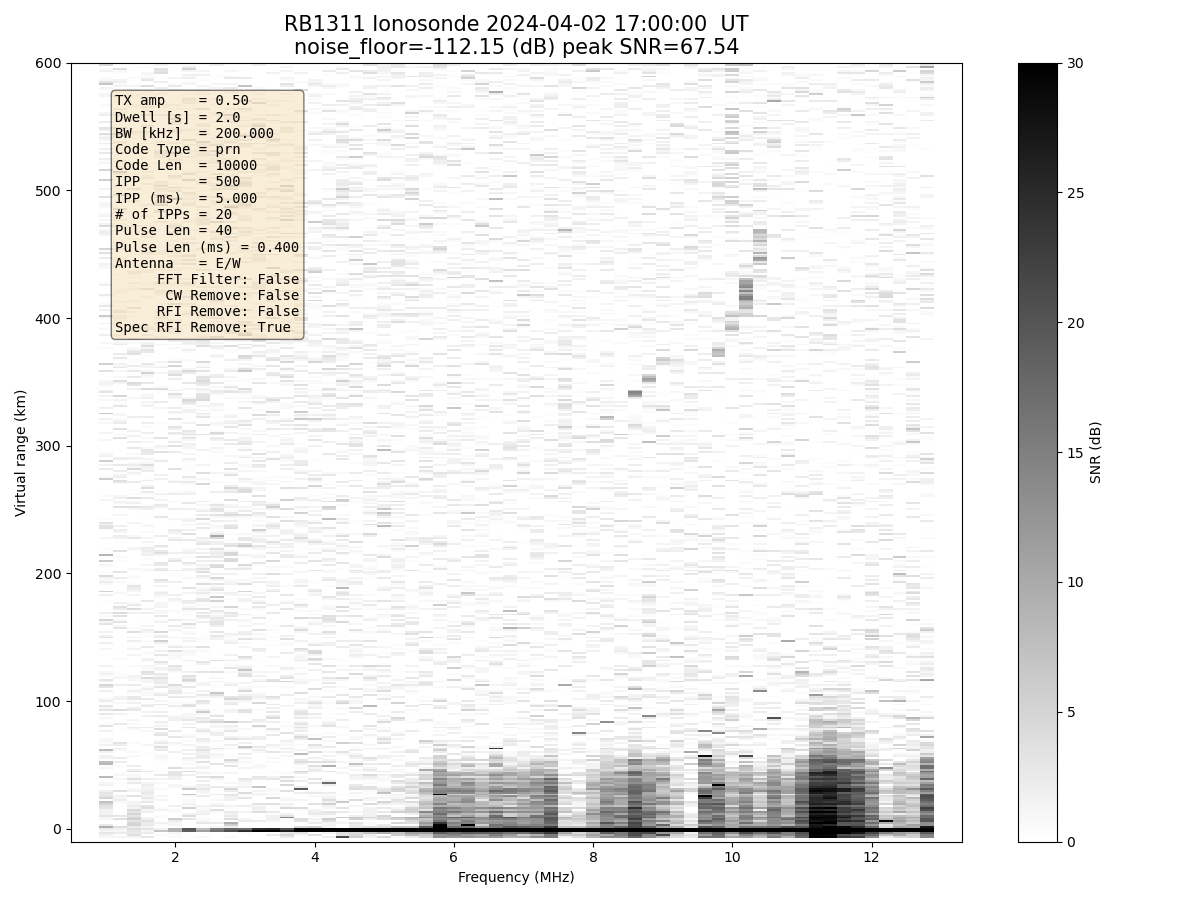 RB1311 Ionosonde 2024-04-02 17:00:00  UT
noise_floor=-112.15 (dB) peak SNR=67.54
600
500
400
300
200
100
0
Virtual range (km)
TX amp    = 0.50
Dwell [s] = 2.0
BW [kHz]  = 200.000
Code Type = prn
Code Len  = 10000
IPP       = 500
IPP (ms)  = 5.000
# of IPPs = 20
Pulse Len = 40
Pulse Len (ms) = 0.400
Antenna   = E/W
FFT Filter: False
CW Remove: False
RFI Remove: False
Spec RFI Remove: True
2 4 6 8 10 12
Frequency (MHz)
30
25
20
15
10
5
0
SNR (dB)